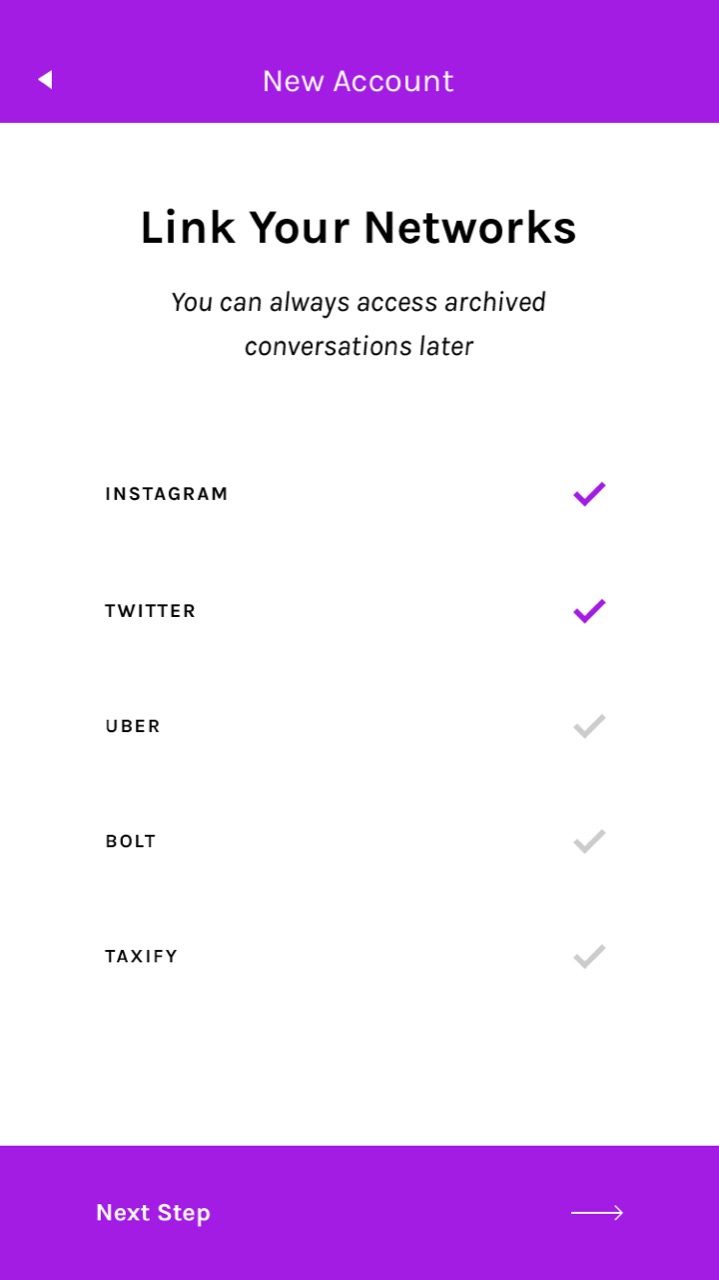 New Account
Link Your Networks
You can always access archived
conversations later
INSTAGRAM
TWITTER
UBER
BOLT
TAXIFY
Next Step